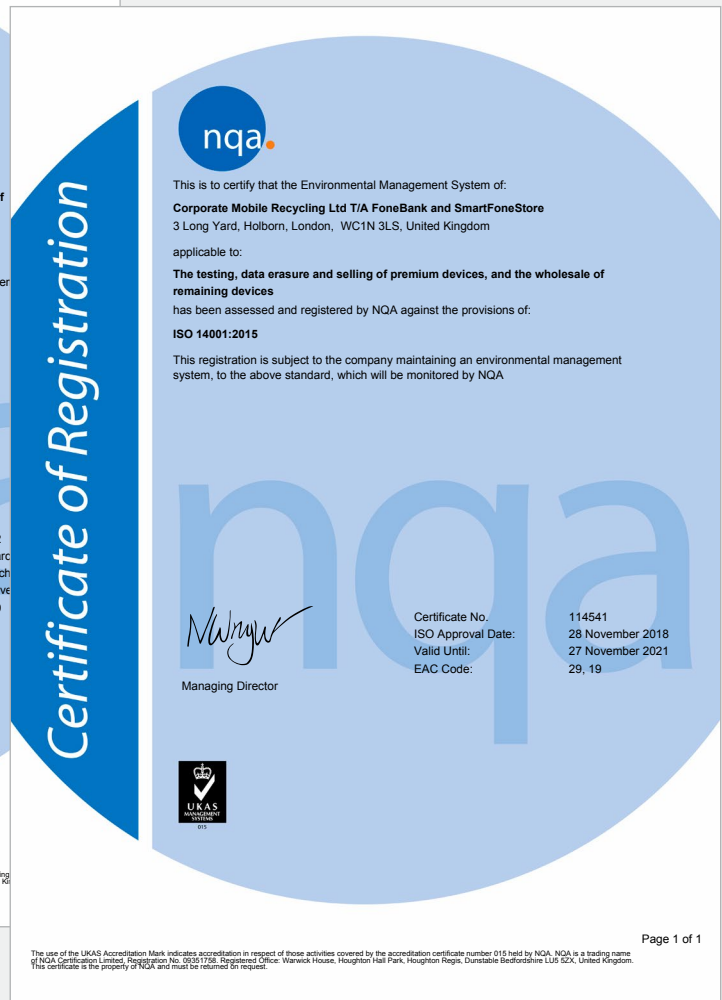 Certificate of Registration
nqa.
This is to certify that the Environmental Management System of:
Corporate Mobile Recycling Ltd T/A FoneBank and SmartFoneStore
3 Long Yard, Holborn, London, WC1N 3LS, United Kingdom
applicable to:
The testing, data erasure and selling of premium devices, and the wholesale of
remaining devices
has been assessed and registered by NQA against the provisions of:
ISO 14001:2015
This registration is subject to the company maintaining an environmental management
system, to the above standard, which will be monitored by NQA
nqa
Certificate No. 114541
ISO Approval Date: 28 November 2018
Valid Until: 27 November 2021
EAC Code: 29, 19
Managing Director
UKAS
MANAGEMENT
SYSTEMS
015
Page 1 of 1
The use of the UKAS Accreditation Mark indicates accreditation in respect of those activities covered by the accreditation certificate number 015 held by NQA. NQA is a trading name
of NQA Certification Limited, Registration No. 09351758. Registered Office: Warwick House, Houghton Hall Park, Houghton Regis, Dunstable Bedfordshire LU5 5ZX, United Kingdom.
This certificate is the property of NQA and must be returned on request.